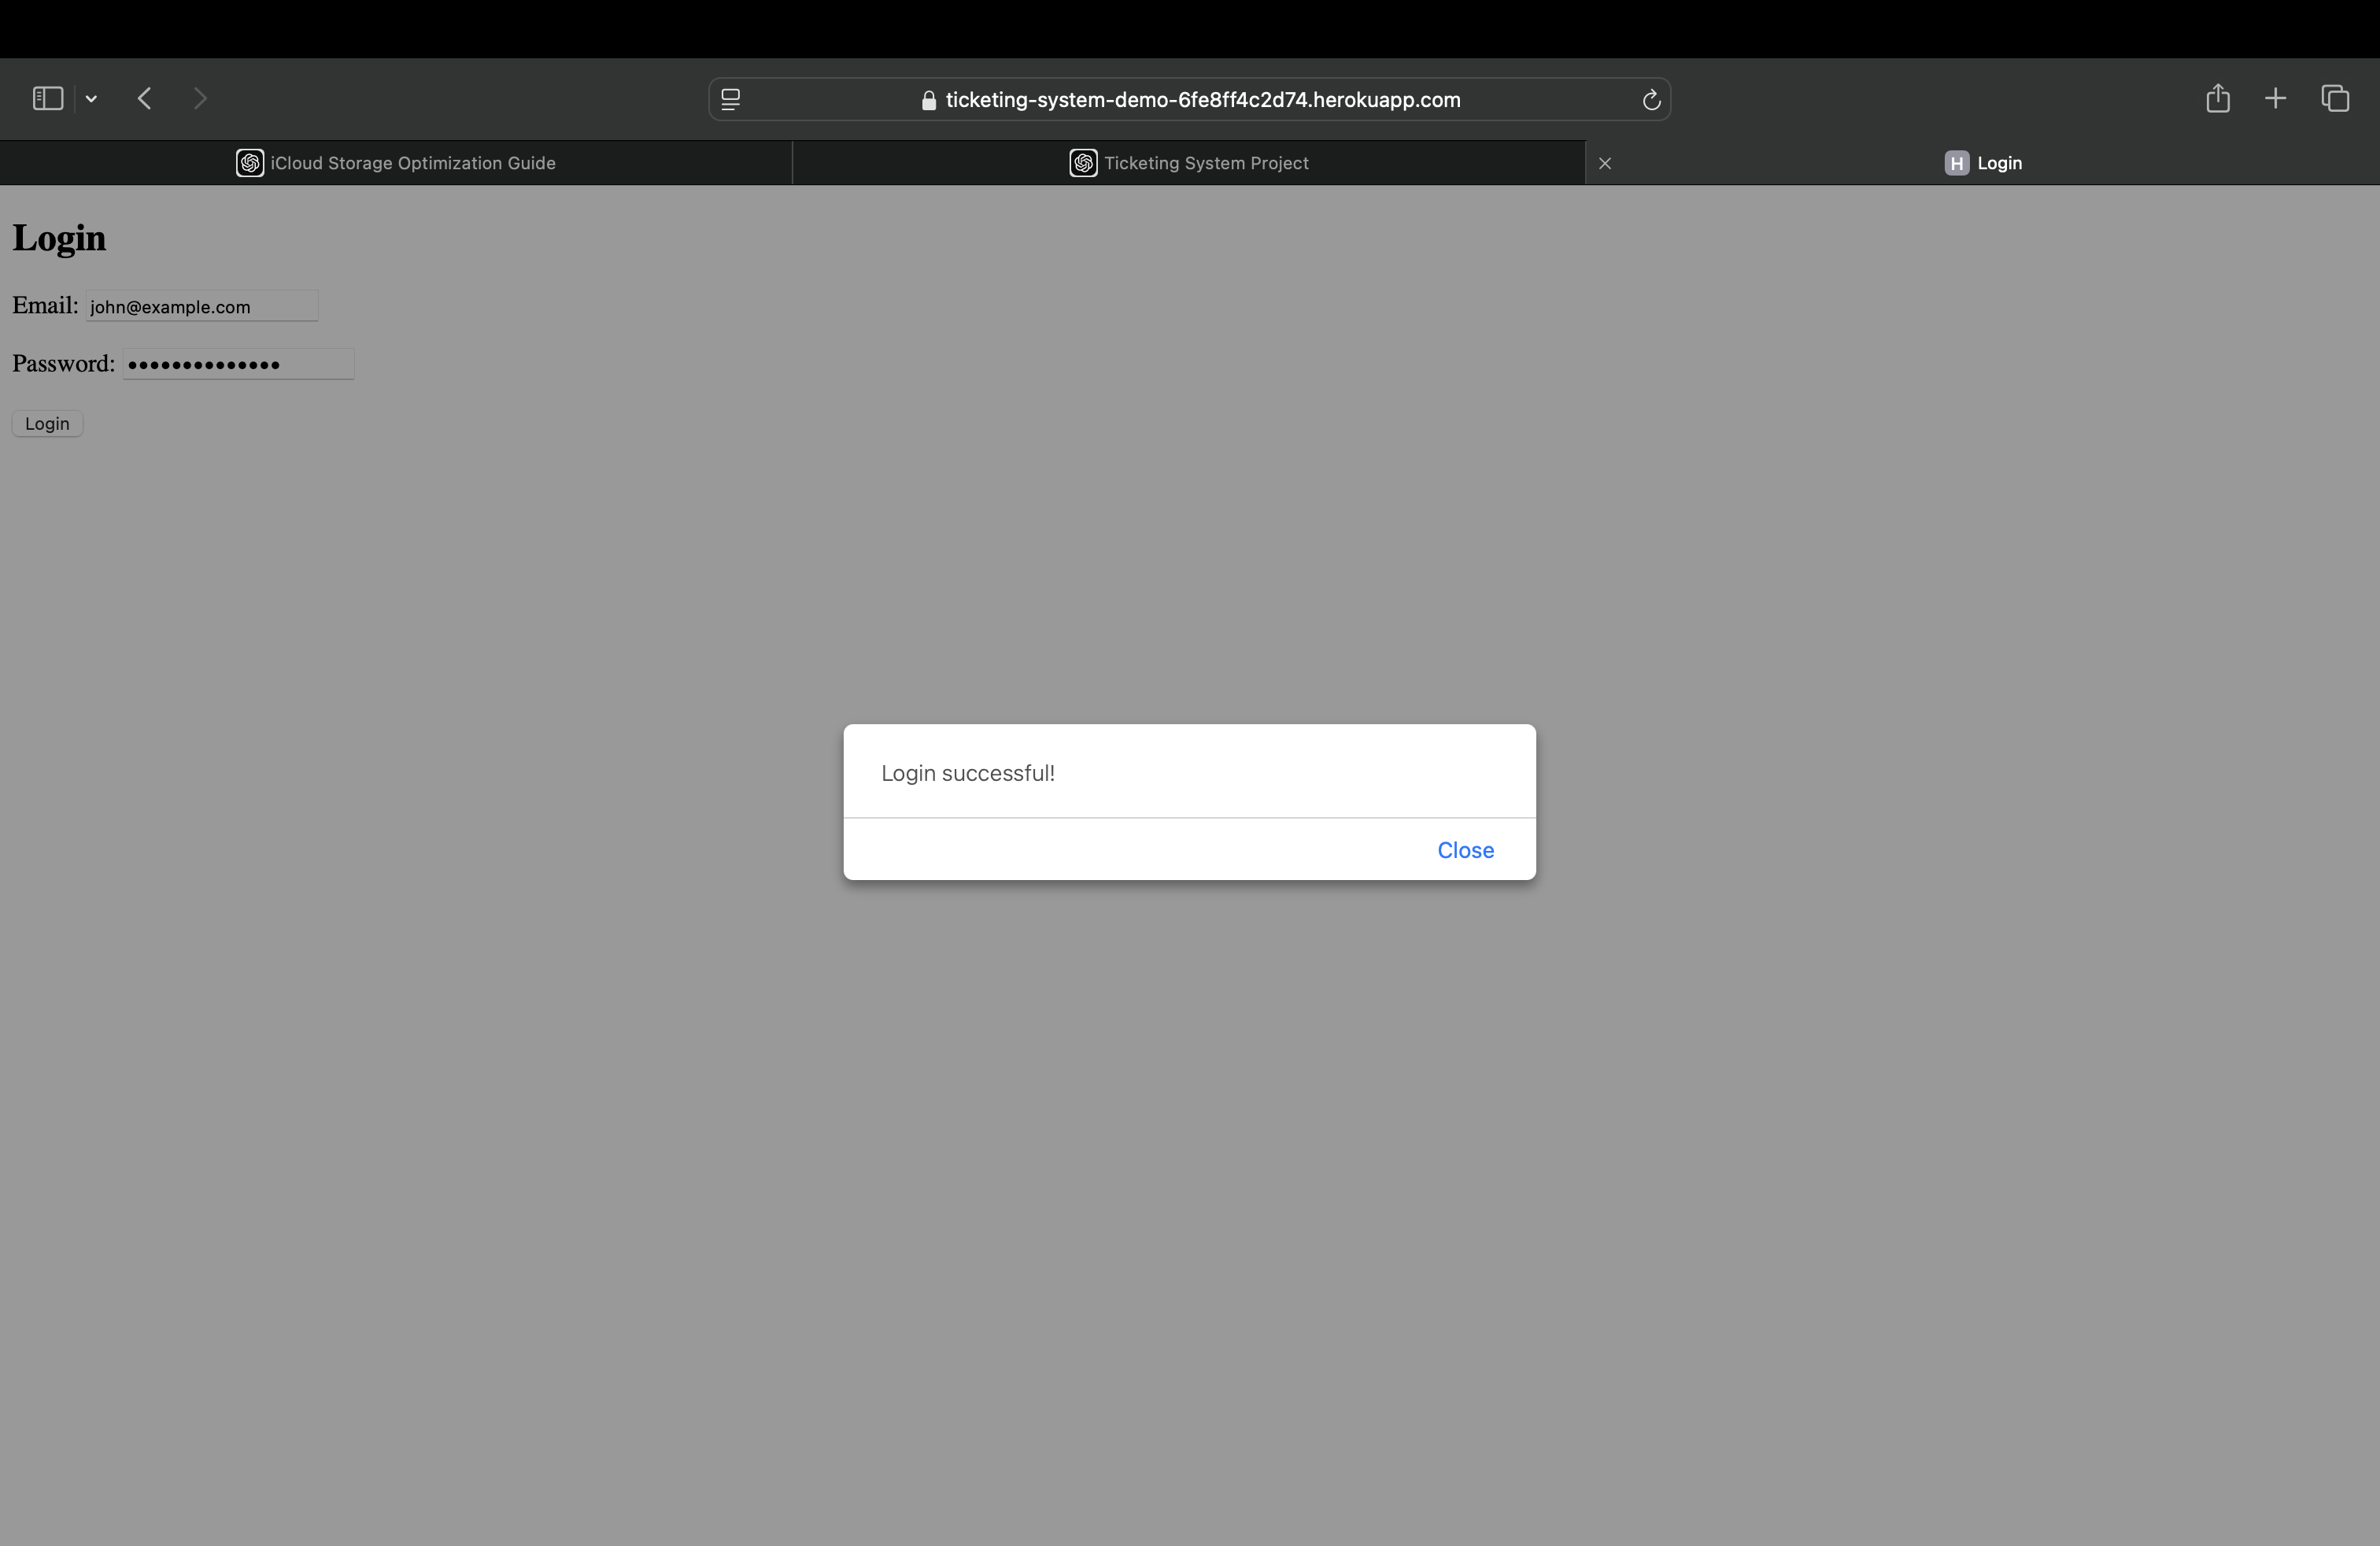 ticketing-system-demo-6fe8ff4c2d74.herokuapp.com
iCloud Storage Optimization Guide
Ticketing System Project
H Login
Login
Email: john@example.com
Password: ••••••••••••••
Login
Login successful!
Close